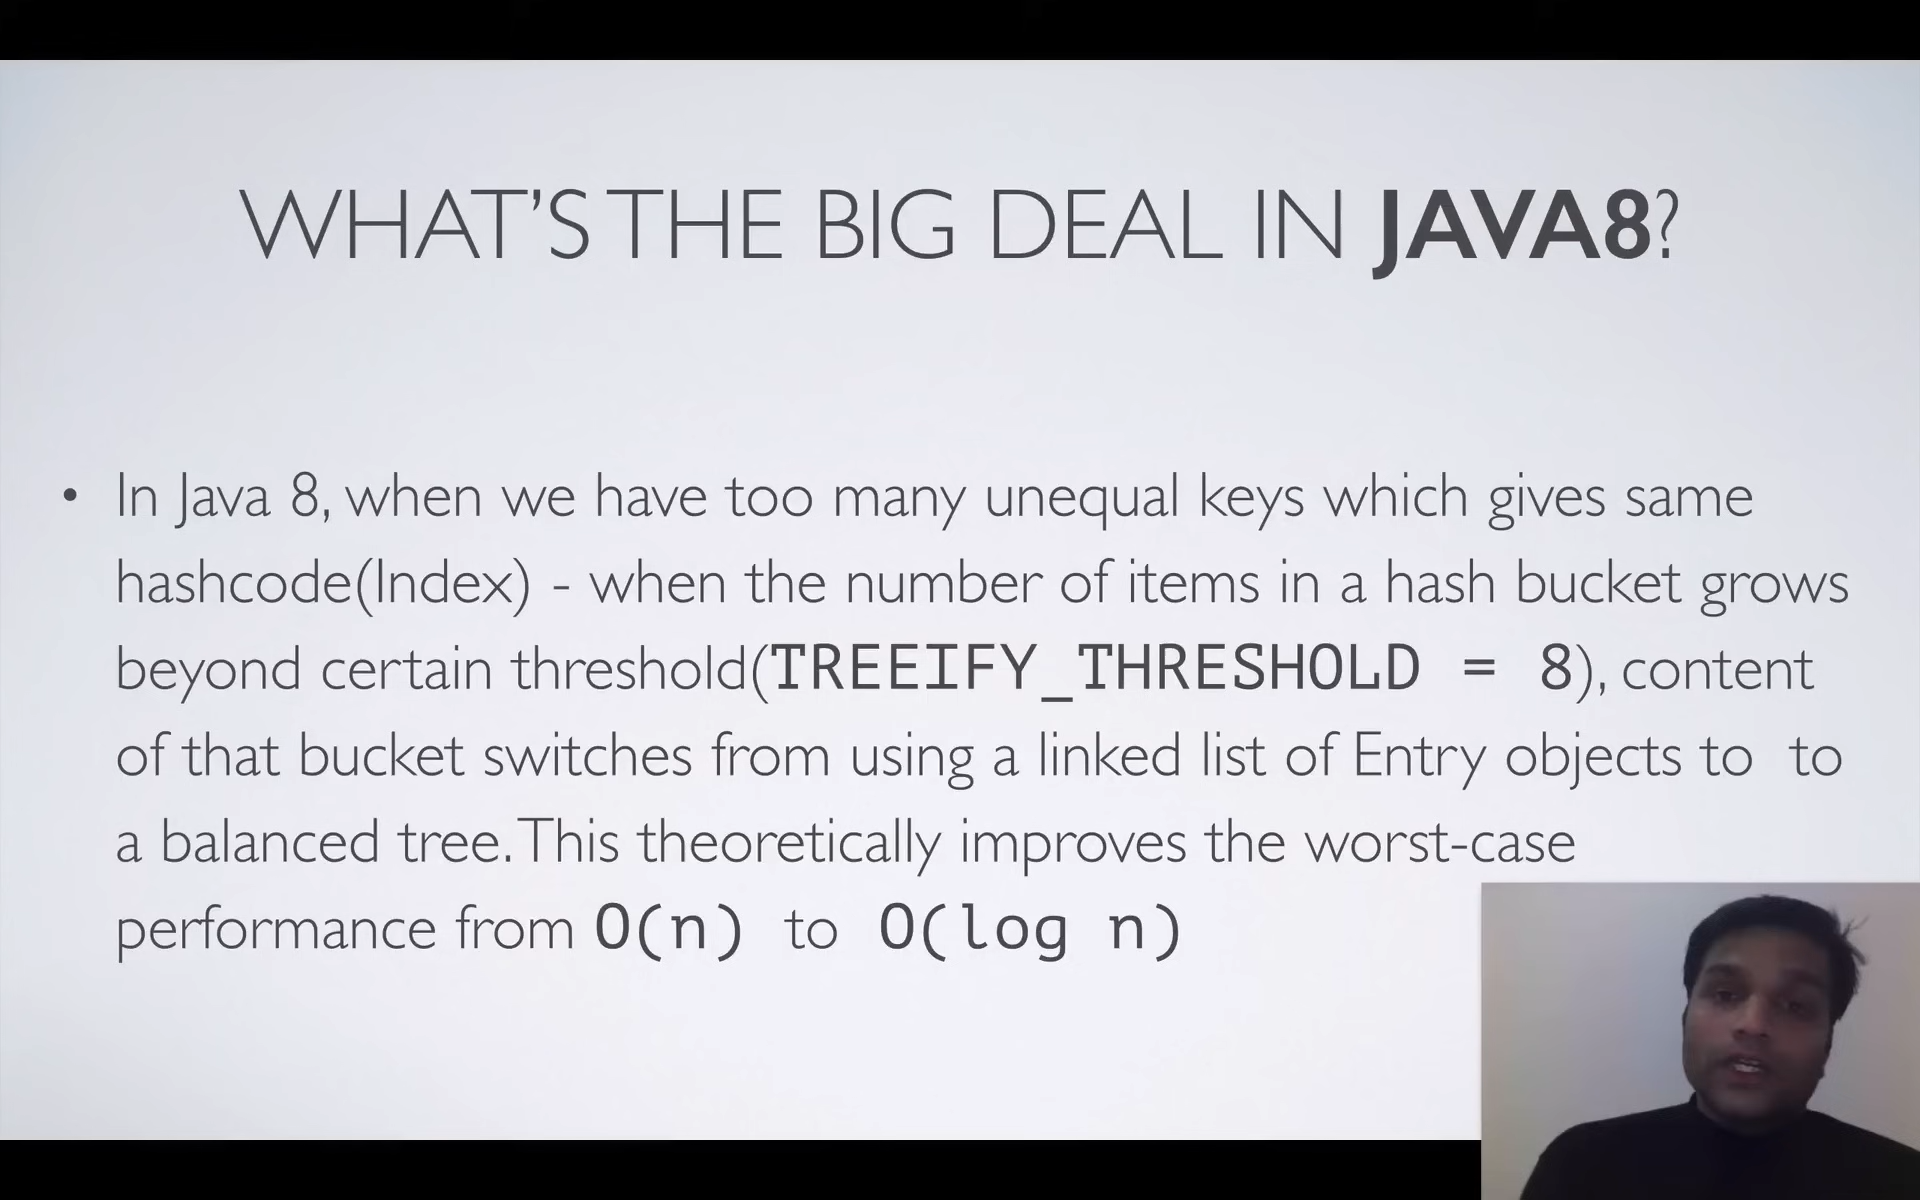 WHAT'S THE BIG DEAL IN JAVA8?
• In Java 8, when we have too many unequal keys which gives same
hashcode(Index) - when the number of items in a hash bucket grows
beyond certain threshold(TREEIFY_THRESHOLD = 8), content
of that bucket switches from using a linked list of Entry objects to to
a balanced tree. This theoretically improves the worst-case
performance from O(n) to O(log n)